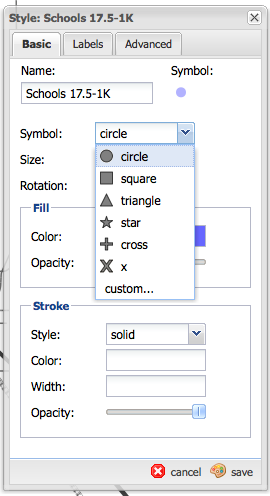 Style: Schools 17.5-1K
Basic Labels Advanced
Name: Symbol:
Schools 17.5-1K
Symbol: circle
circle
Size:
square
Rotation:
triangle
Fill
star
Color:
cross
Opacity:
x
custom...
Stroke
Style: solid
Color:
Width:
Opacity:
cancel save